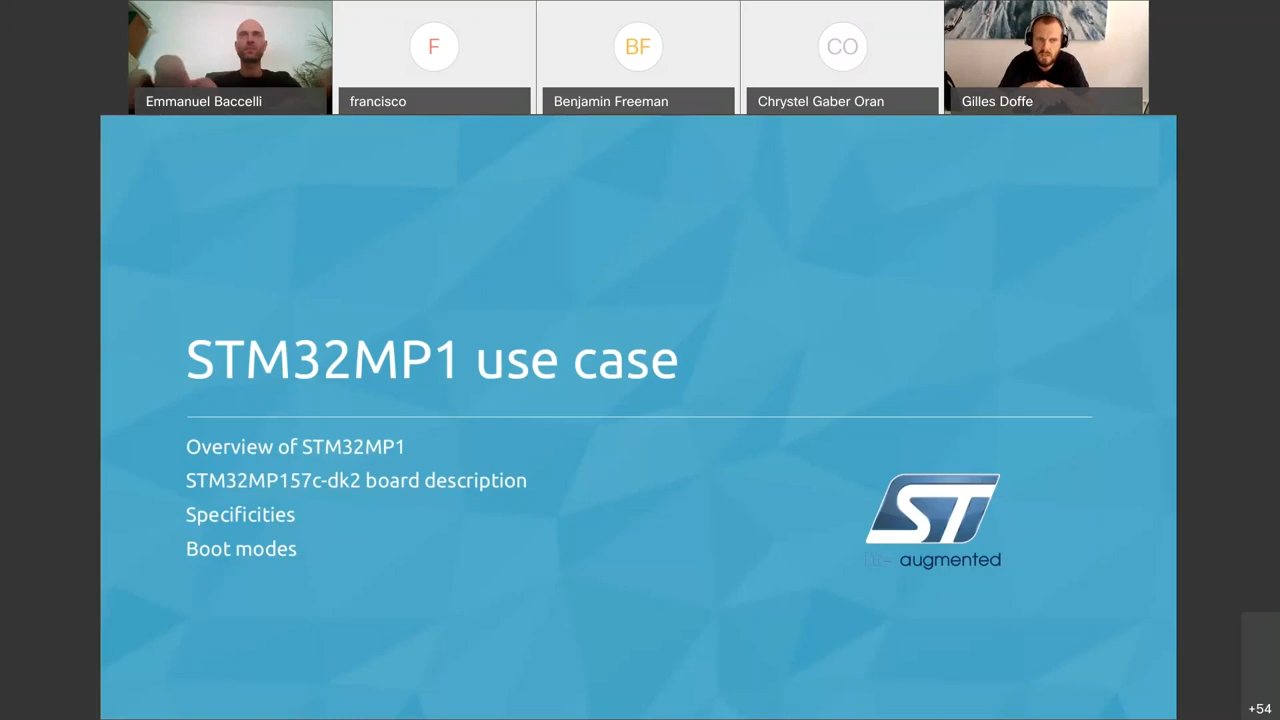 F
BF
CO
Emmanuel Baccelli
francisco
Benjamin Freeman
Chrystel Gaber Oran
Gilles Doffe
STM32MP1 use case
Overview of STM32MP1
STM32MP157c-dk2 board description
Specificities
Boot modes
ST
augmented
+54